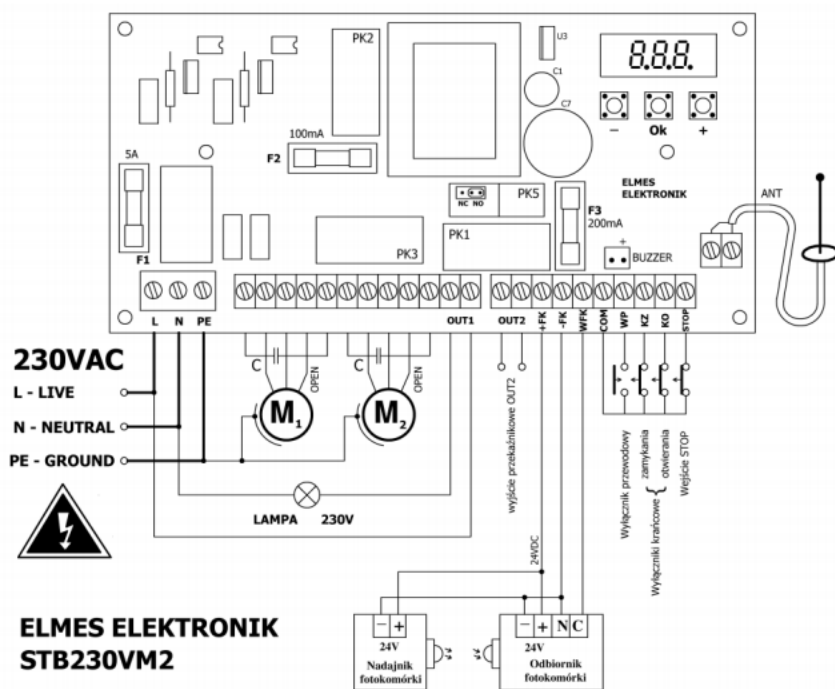 PK2
U3
C1
C7
8.8.8.
− Ok +
5A
100mA
F2
F1
ELMES
ELEKTRONIK
NC NO
PK5
F3
200mA
PK3
PK1
+
BUZZER
ANT
L N PE
OUT1
OUT2
+FK
-FK
WFK
COM
WP
KZ
KO
STOP
230VAC
L - LIVE
N - NEUTRAL
PE - GROUND
C
M1
OPEN
C
M2
OPEN
LAMPA 230V
wyjście przekaźnikowe OUT2
24VDC
Wyłącznik przewodowy
zamykania
otwierania
Wyłączniki krańcowe
Wejście STOP
ELMES ELEKTRONIK
STB230VM2
− +
24V
Nadajnik
fotokomórki
− + N C
24V
Odbiornik
fotokomórki